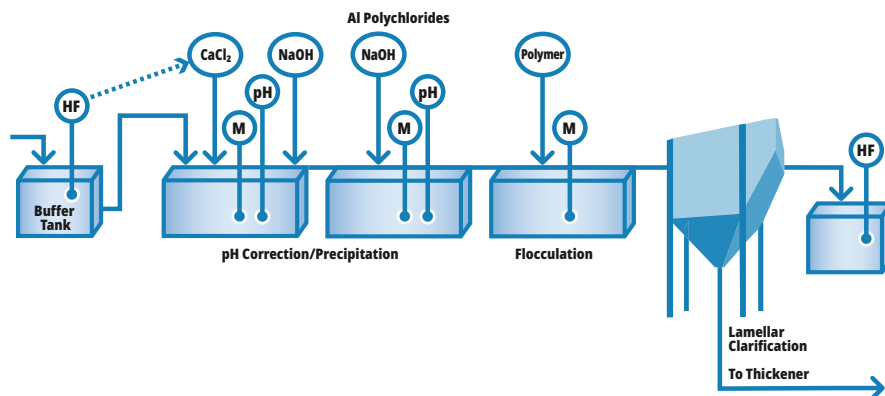 Al Polychlorides
CaCl₂
NaOH
NaOH
Polymer
HF
pH
pH
M
M
M
HF
Buffer
Tank
pH Correction/Precipitation
Flocculation
Lamellar
Clarification
To Thickener